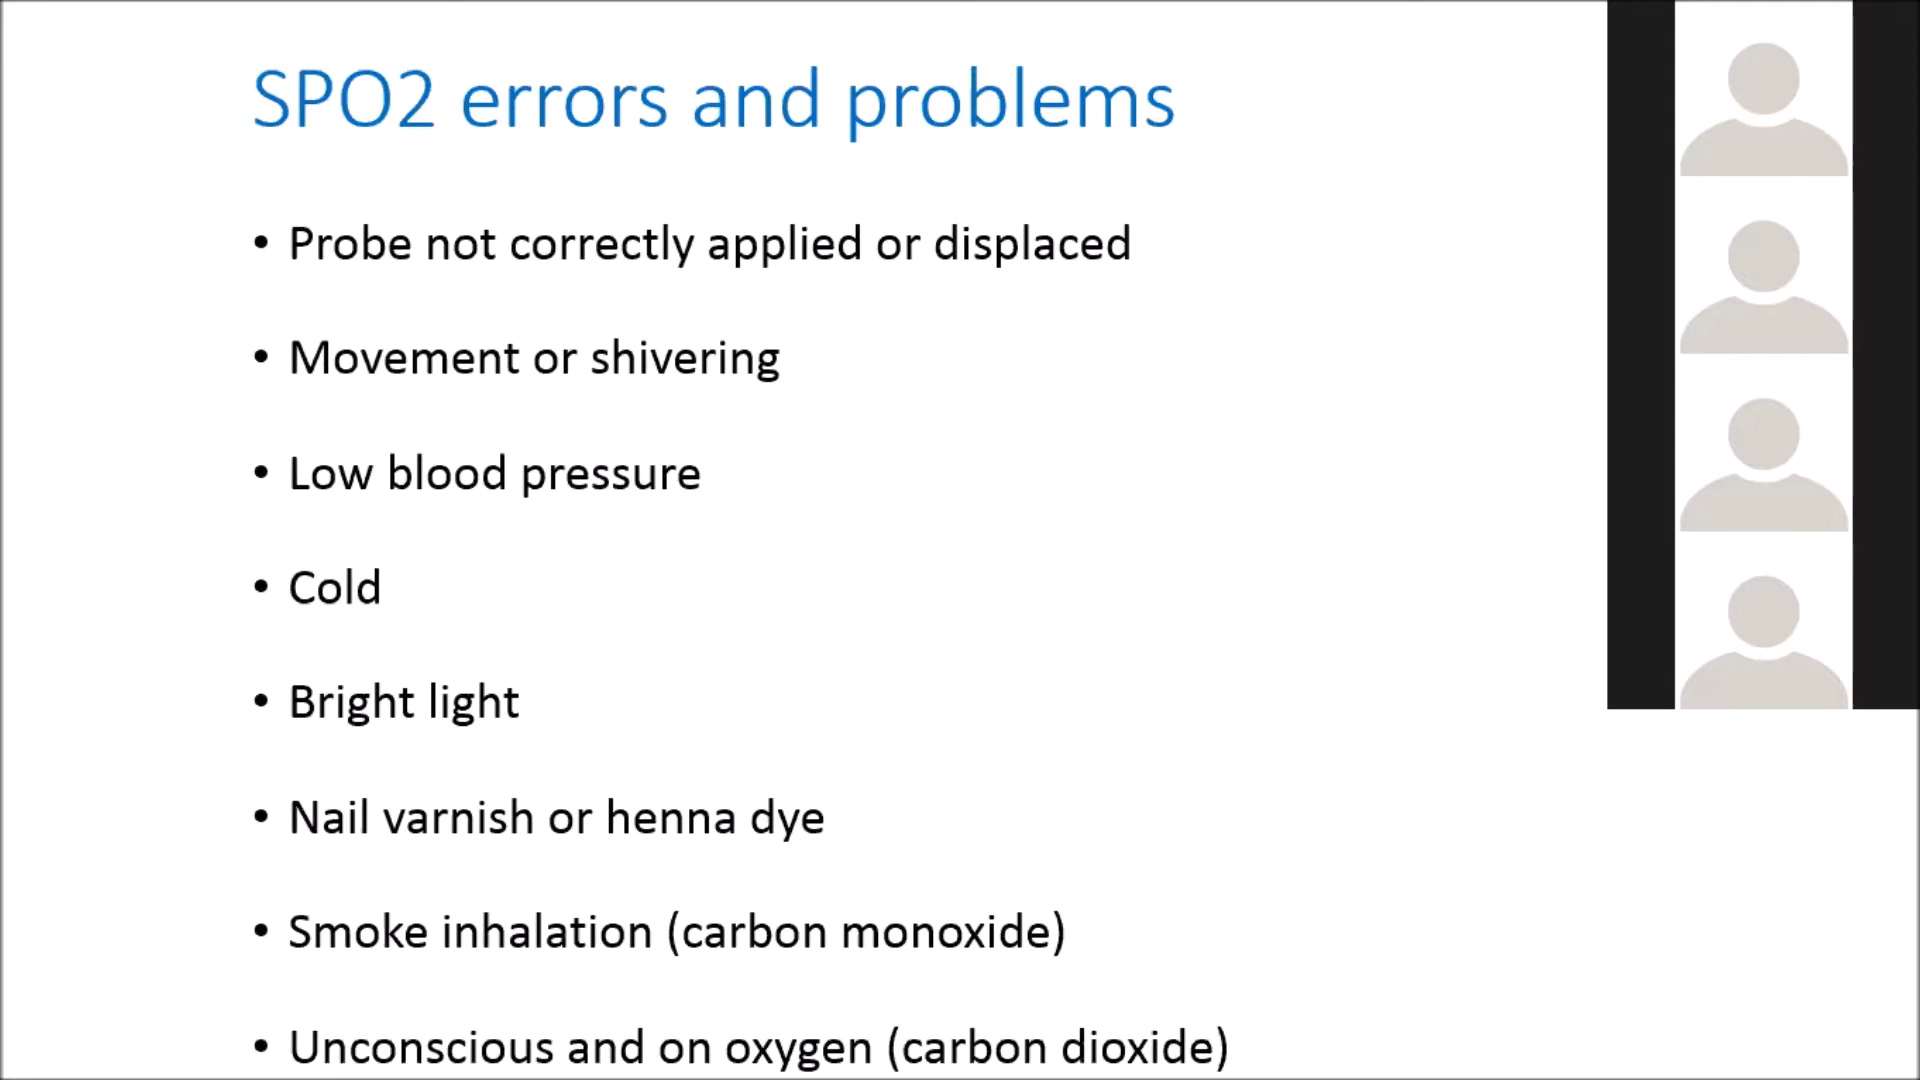 SPO2 errors and problems
• Probe not correctly applied or displaced
• Movement or shivering
• Low blood pressure
• Cold
• Bright light
• Nail varnish or henna dye
• Smoke inhalation (carbon monoxide)
• Unconscious and on oxygen (carbon dioxide)